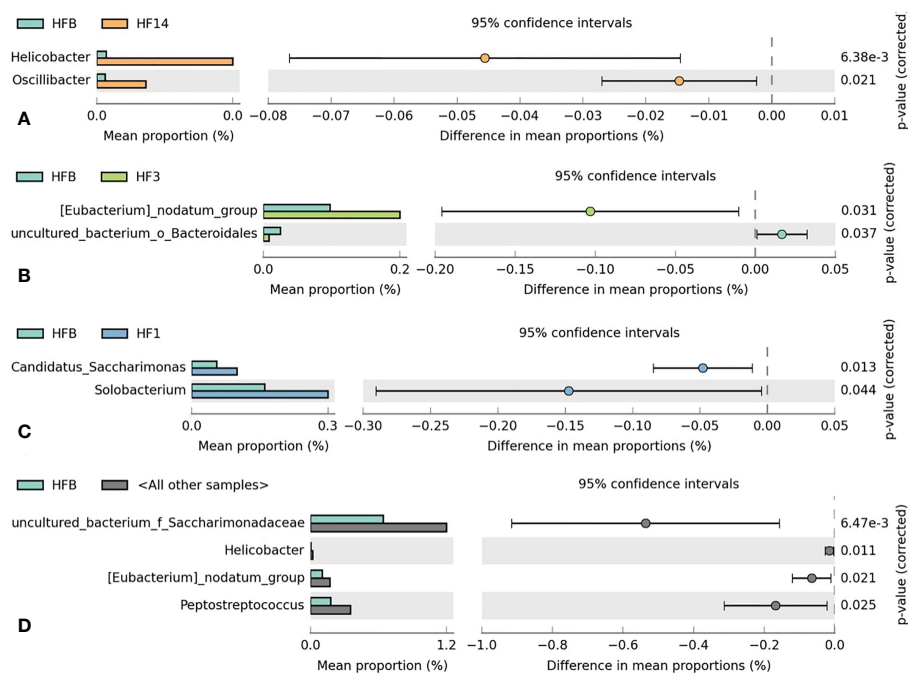 HFB HF14 95% confidence intervals
Helicobacter 6.38e-3
Oscillibacter 0.021
0.0 0.0 −0.08 −0.07 −0.06 −0.05 −0.04 −0.03 −0.02 −0.01 0.00 0.01
A Mean proportion (%) Difference in mean proportions (%)
p-value (corrected)
HFB HF3 95% confidence intervals
[Eubacterium]_nodatum_group 0.031
uncultured_bacterium_o_Bacteroidales 0.037
0.0 0.2 −0.20 −0.15 −0.10 −0.05 0.00 0.05
B Mean proportion (%) Difference in mean proportions (%)
p-value (corrected)
HFB HF1 95% confidence intervals
Candidatus_Saccharimonas 0.013
Solobacterium 0.044
0.0 0.3 −0.30 −0.25 −0.20 −0.15 −0.10 −0.05 0.00 0.05
C Mean proportion (%) Difference in mean proportions (%)
p-value (corrected)
HFB <All other samples> 95% confidence intervals
uncultured_bacterium_f_Saccharimonadaceae 6.47e-3
Helicobacter 0.011
[Eubacterium]_nodatum_group 0.021
Peptostreptococcus 0.025
D
0.0 1.2 −1.0 −0.8 −0.6 −0.4 −0.2 0.0
Mean proportion (%) Difference in mean proportions (%)
p-value (corrected)